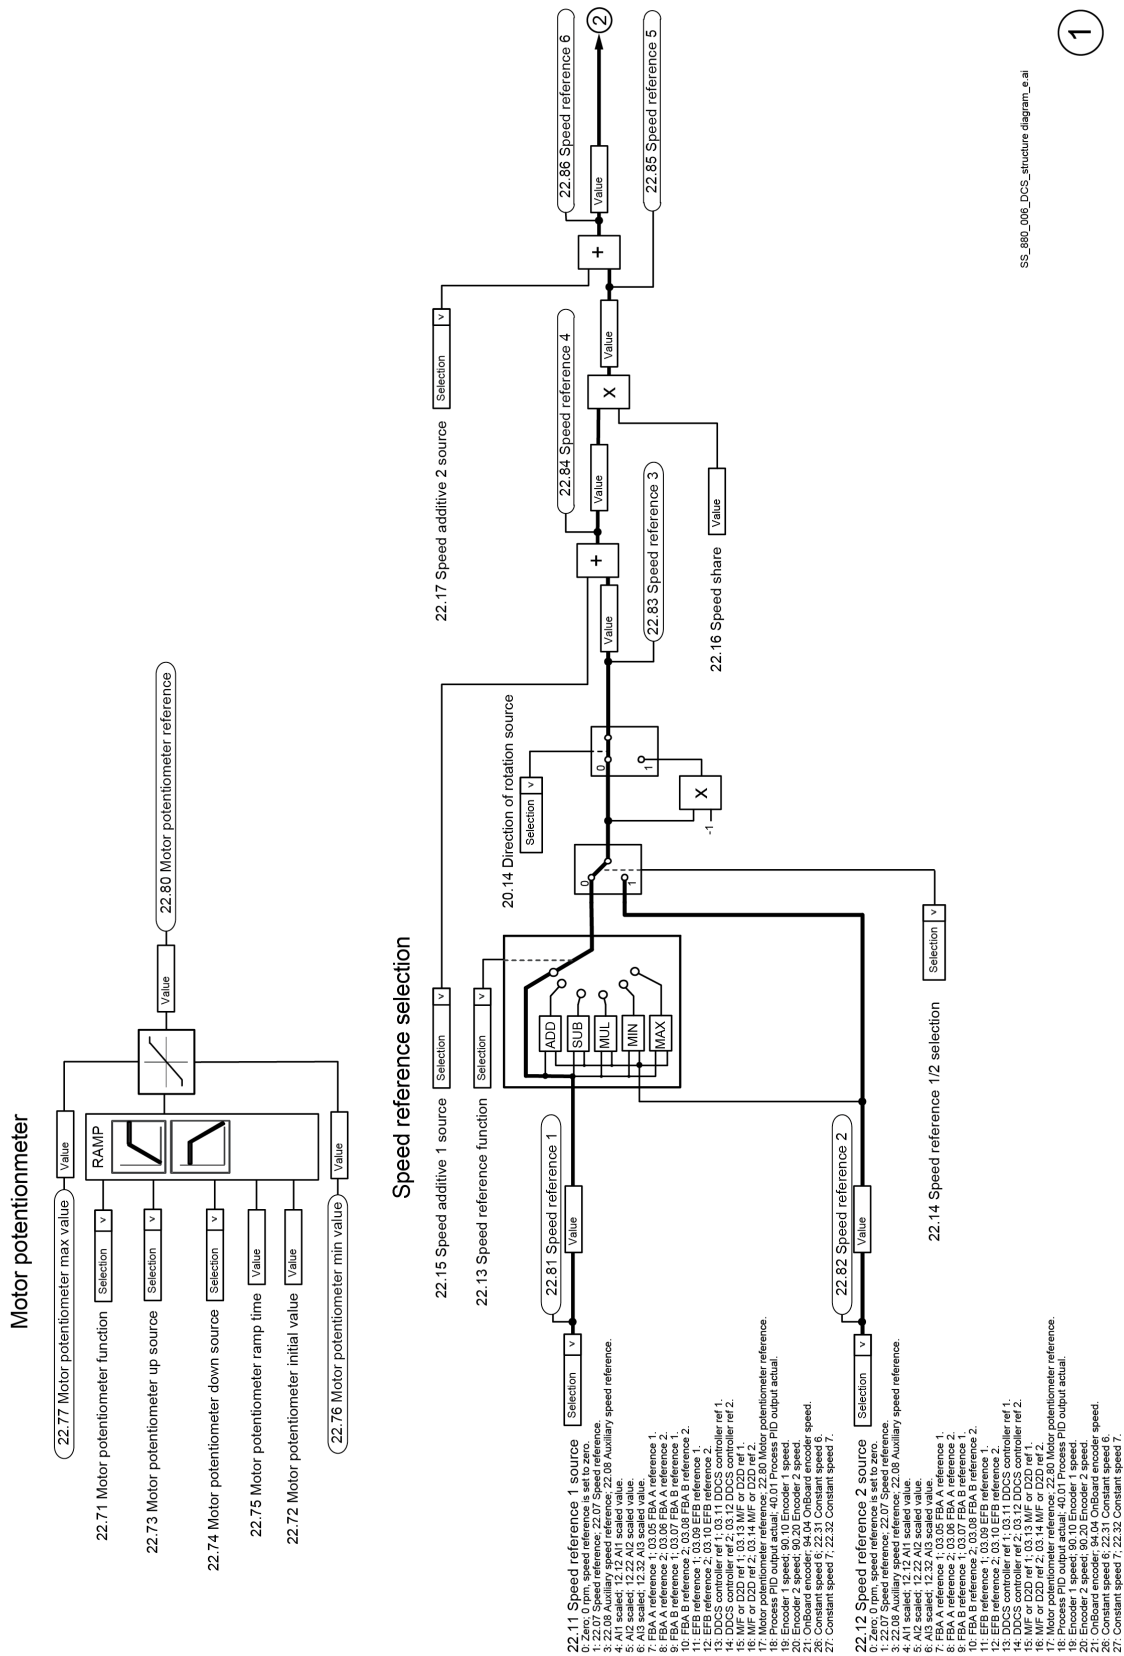 Motor potentionmeter
22.77 Motor potentiometer max value
Value
22.71 Motor potentiometer function
Selection v
22.73 Motor potentiometer up source
Selection v
22.74 Motor potentiometer down source
Selection v
22.75 Motor potentiometer ramp time
Value
22.72 Motor potentiometer initial value
Value
22.76 Motor potentiometer min value
Value
RAMP
Value
22.80 Motor potentiometer reference
Speed reference selection
22.15 Speed additive 1 source
Selection v
22.13 Speed reference function
Selection v
22.81 Speed reference 1
22.11 Speed reference 1 source
Selection v
Value
0: Zero; 0 rpm, speed reference is set to zero.
1: 22.07 Speed reference; 22.07 Speed reference.
3: 22.08 Auxiliary speed reference; 22.08 Auxiliary speed reference.
4: AI1 scaled; 12.12 AI1 scaled value.
5: AI2 scaled; 12.22 AI2 scaled value.
6: AI3 scaled; 12.32 AI3 scaled value.
7: FBA A reference 1; 03.05 FBA A reference 1.
8: FBA A reference 2; 03.06 FBA A reference 2.
9: FBA B reference 1; 03.07 FBA B reference 1.
10: FBA B reference 2; 03.08 FBA B reference 2.
11: EFB reference 1; 03.09 EFB reference 1.
12: EFB reference 2; 03.10 EFB reference 2.
13: DDCS controller ref 1; 03.11 DDCS controller ref 1.
14: DDCS controller ref 2; 03.12 DDCS controller ref 2.
15: M/F or D2D ref 1; 03.13 M/F or D2D ref 1.
16: M/F or D2D ref 2; 03.14 M/F or D2D ref 2.
17: Motor potentiometer reference; 22.80 Motor potentiometer reference.
18: Process PID output actual; 40.01 Process PID output actual.
19: Encoder 1 speed; 90.10 Encoder 1 speed.
20: Encoder 2 speed; 90.20 Encoder 2 speed.
21: OnBoard encoder; 94.04 OnBoard encoder speed.
26: Constant speed 6; 22.31 Constant speed 6.
27: Constant speed 7; 22.32 Constant speed 7.
ADD
SUB
MUL
MIN
MAX
22.82 Speed reference 2
22.12 Speed reference 2 source
Selection v
Value
0: Zero; 0 rpm, speed reference is set to zero.
1: 22.07 Speed reference; 22.07 Speed reference.
3: 22.08 Auxiliary speed reference; 22.08 Auxiliary speed reference.
4: AI1 scaled; 12.12 AI1 scaled value.
5: AI2 scaled; 12.22 AI2 scaled value.
6: AI3 scaled; 12.32 AI3 scaled value.
7: FBA A reference 1; 03.05 FBA A reference 1.
8: FBA A reference 2; 03.06 FBA A reference 2.
9: FBA B reference 1; 03.07 FBA B reference 1.
10: FBA B reference 2; 03.08 FBA B reference 2.
11: EFB reference 1; 03.09 EFB reference 1.
12: EFB reference 2; 03.10 EFB reference 2.
13: DDCS controller ref 1; 03.11 DDCS controller ref 1.
14: DDCS controller ref 2; 03.12 DDCS controller ref 2.
15: M/F or D2D ref 1; 03.13 M/F or D2D ref 1.
16: M/F or D2D ref 2; 03.14 M/F or D2D ref 2.
17: Motor potentiometer reference; 22.80 Motor potentiometer reference.
18: Process PID output actual; 40.01 Process PID output actual.
19: Encoder 1 speed; 90.10 Encoder 1 speed.
20: Encoder 2 speed; 90.20 Encoder 2 speed.
21: OnBoard encoder; 94.04 OnBoard encoder speed.
26: Constant speed 6; 22.31 Constant speed 6.
27: Constant speed 7; 22.32 Constant speed 7.
22.14 Speed reference 1/2 selection
Selection v
0
1
20.14 Direction of rotation source
Selection v
0
1
X
-1
22.83 Speed reference 3
Value
+
22.84 Speed reference 4
Value
22.16 Speed share
Value
X
Value
22.17 Speed additive 2 source
Selection v
22.85 Speed reference 5
+
22.86 Speed reference 6
Value
2
SS_880_006_DCS_structure diagram_e.ai
1